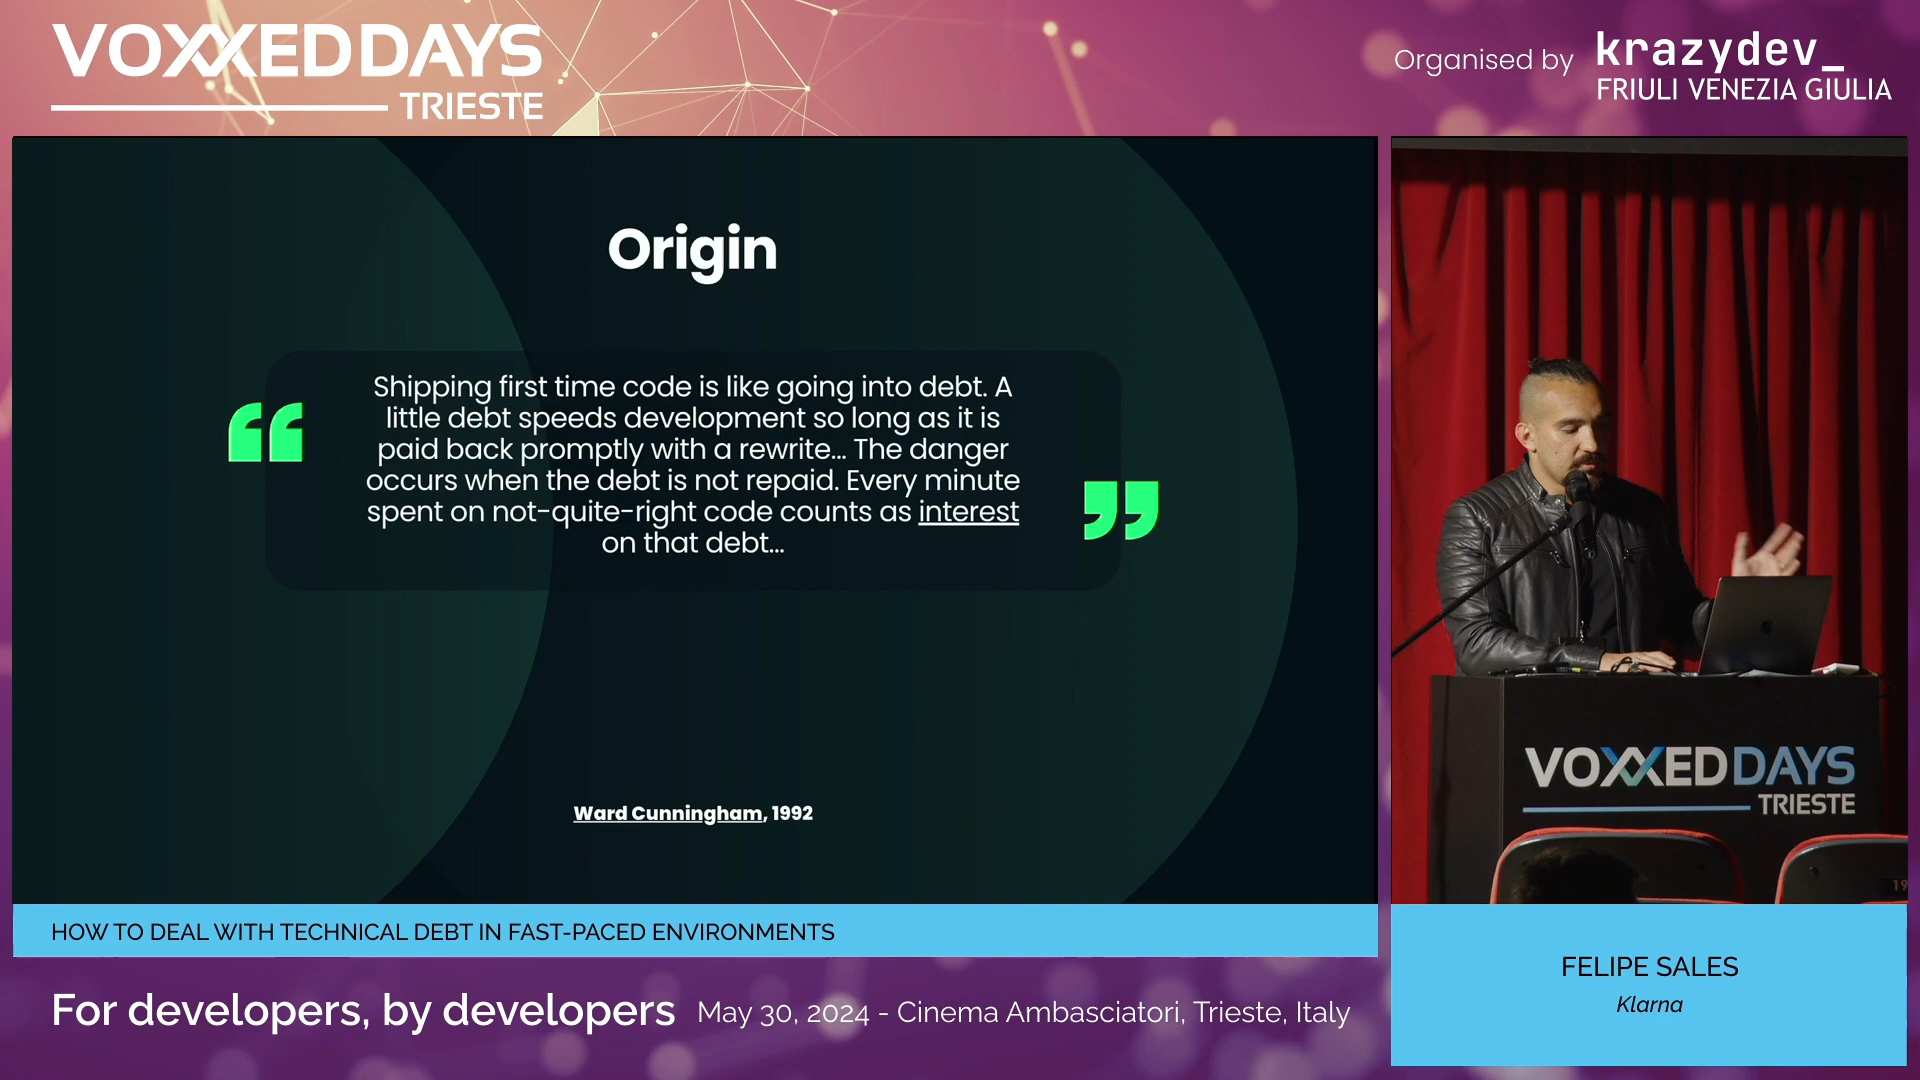 VOXXEDDAYS
TRIESTE
Organised by
krazydev_
FRIULI VENEZIA GIULIA
Origin
Shipping first time code is like going into debt. A
little debt speeds development so long as it is
paid back promptly with a rewrite... The danger
occurs when the debt is not repaid. Every minute
spent on not-quite-right code counts as interest
on that debt...
Ward Cunningham, 1992
VOXXEDDAYS
TRIESTE
19
HOW TO DEAL WITH TECHNICAL DEBT IN FAST-PACED ENVIRONMENTS
FELIPE SALES
Klarna
For developers, by developers
May 30, 2024 - Cinema Ambasciatori, Trieste, Italy